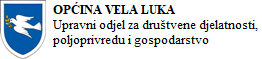 OPĆINA VELA LUKA
Upravni odjel za društvene djelatnosti,
poljoprivredu i gospodarstvo